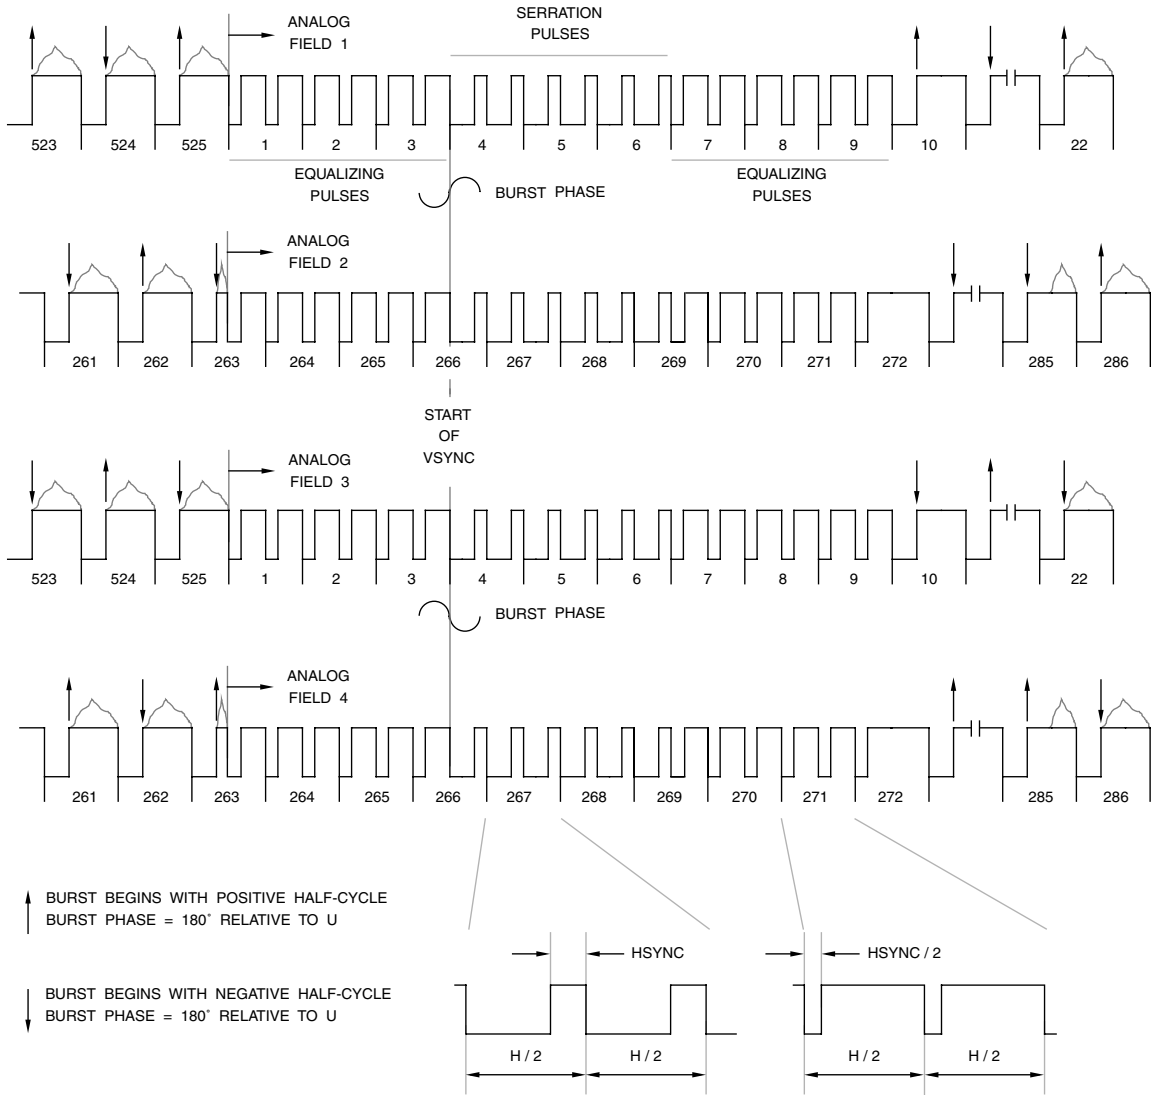 SERRATION
PULSES
ANALOG
FIELD 1
523 524 525 1 2 3 4 5 6 7 8 9 10 22
EQUALIZING
PULSES
EQUALIZING
PULSES
BURST PHASE
ANALOG
FIELD 2
261 262 263 264 265 266 267 268 269 270 271 272 285 286
START
OF
VSYNC
ANALOG
FIELD 3
523 524 525 1 2 3 4 5 6 7 8 9 10 22
BURST PHASE
ANALOG
FIELD 4
261 262 263 264 265 266 267 268 269 270 271 272 285 286
BURST BEGINS WITH POSITIVE HALF-CYCLE
BURST PHASE = 180° RELATIVE TO U
BURST BEGINS WITH NEGATIVE HALF-CYCLE
BURST PHASE = 180° RELATIVE TO U
HSYNC
H / 2 H / 2
HSYNC / 2
H / 2 H / 2